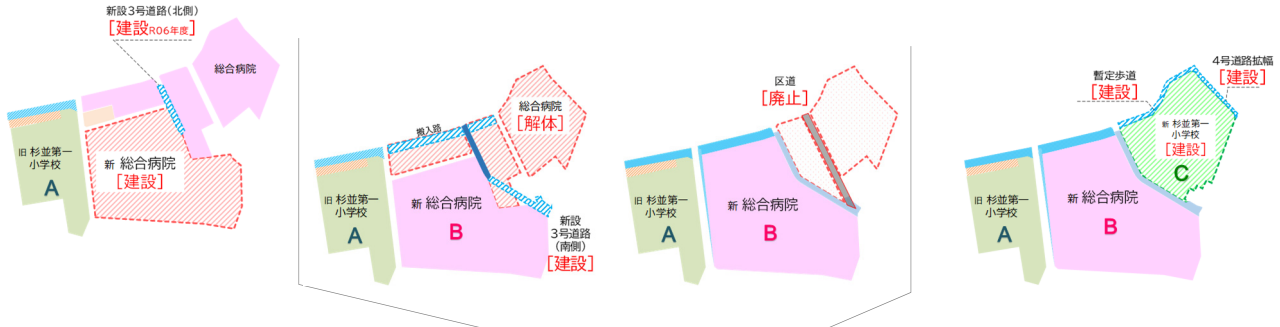 新設3号道路(北側)
[建設R06年度]
総合病院
旧 杉並第一
小学校
A
新 総合病院
[建設]
搬入路
総合病院
[解体]
旧 杉並第一
小学校
A
新 総合病院
B
新設
3号道路
(南側)
[建設]
区道
[廃止]
旧 杉並第一
小学校
A
新 総合病院
B
暫定歩道
[建設]
4号道路拡幅
[建設]
新 杉並第一
小学校
[建設]
C
旧 杉並第一
小学校
A
新 総合病院
B